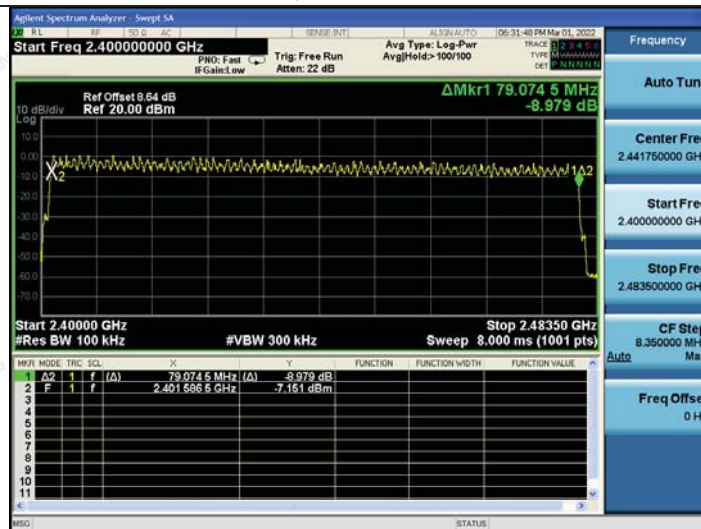 Agilent Spectrum Analyzer - Swept SA
RL RF 50 Ω AC SENSE:INT ALIGN AUTO 06:31:48 PM Mar 01, 2022
Start Freq 2.400000000 GHz
PNO: Fast
IFGain:Low
Trig: Free Run
Atten: 22 dB
Avg Type: Log-Pwr
Avg|Hold:>100/100
TRACE 1 2 3 4 5 6
TYPE
DET P N N N N N
Ref Offset 8.64 dB
Ref 20.00 dBm
10 dB/div
Log
ΔMkr1 79.074 5 MHz
-8.979 dB
10.0
0.00
-10.0
-20.0
-30.0
-40.0
-50.0
-60.0
-70.0
X2
1Δ2
Start 2.40000 GHz
Stop 2.48350 GHz
#Res BW 100 kHz
#VBW 300 kHz
Sweep 8.000 ms (1001 pts)
MKR MODE TRC SCL X Y FUNCTION FUNCTION WIDTH FUNCTION VALUE
1 Δ2 1 f (Δ) 79.074 5 MHz (Δ) -8.979 dB
2 F 1 f 2.401 586 5 GHz -7.151 dBm
3
4
5
6
7
8
9
10
11
MSG
STATUS
Frequency
Auto Tun
Center Fre
2.441750000 GH
Start Fre
2.400000000 GH
Stop Fre
2.483500000 GH
CF Step
8.350000 MH
Auto Ma
Freq Offse
0 H